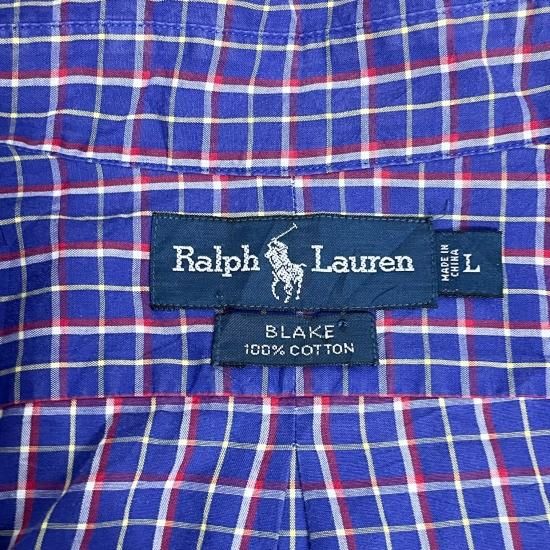 Ralph Lauren
MADE IN
CHINA
L
BLAKE
100% COTTON